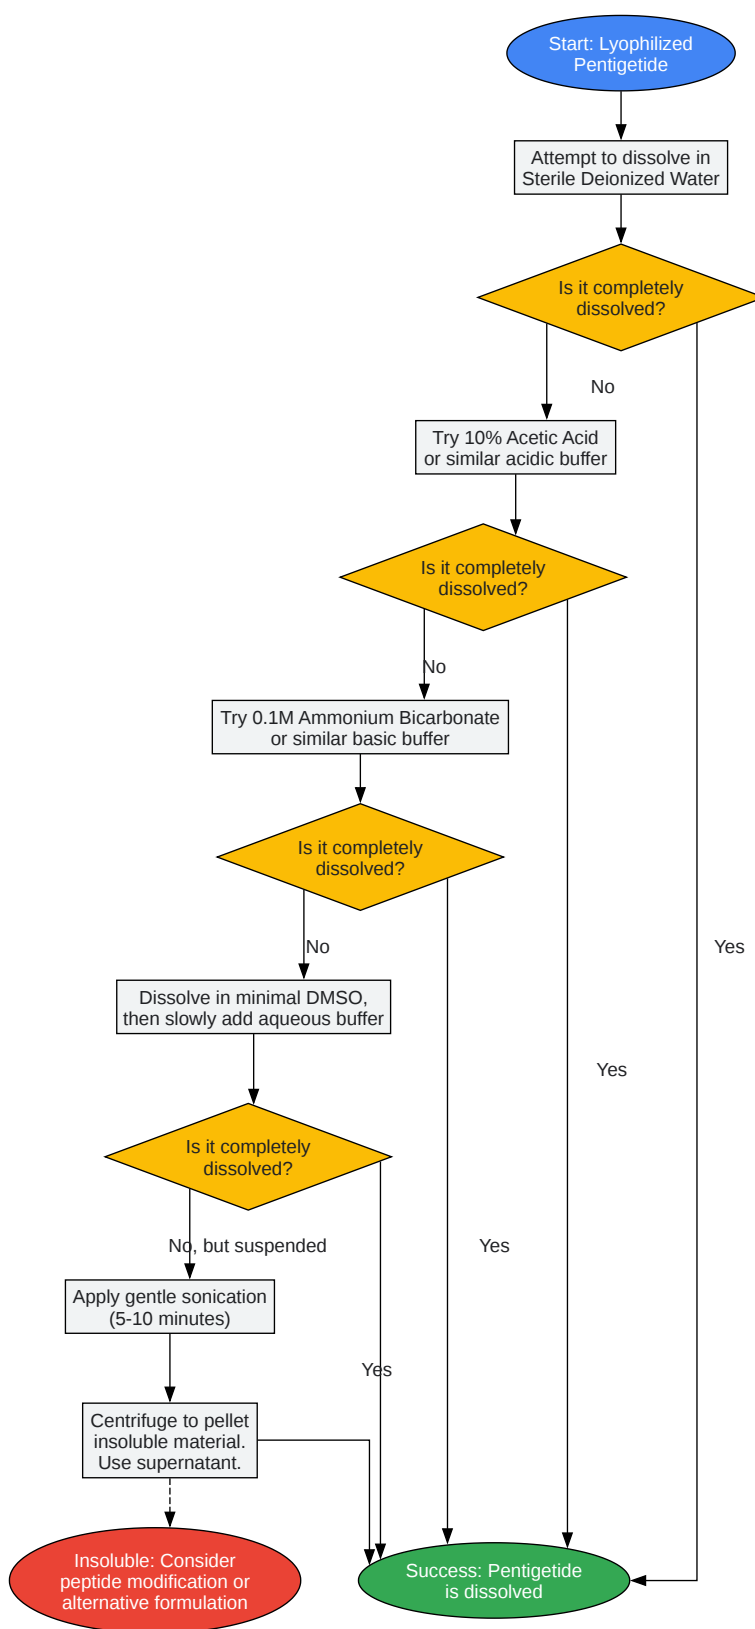 Start: Lyophilized
Pentigetide
Attempt to dissolve in
Sterile Deionized Water
Is it completely
dissolved?
No
Try 10% Acetic Acid
or similar acidic buffer
Is it completely
dissolved?
No
Try 0.1M Ammonium Bicarbonate
or similar basic buffer
Is it completely
dissolved?
No
Yes
Dissolve in minimal DMSO,
then slowly add aqueous buffer
Yes
Is it completely
dissolved?
No, but suspended
Yes
Apply gentle sonication
(5-10 minutes)
Yes
Centrifuge to pellet
insoluble material.
Use supernatant.
Insoluble: Consider
peptide modification or
alternative formulation
Success: Pentigetide
is dissolved